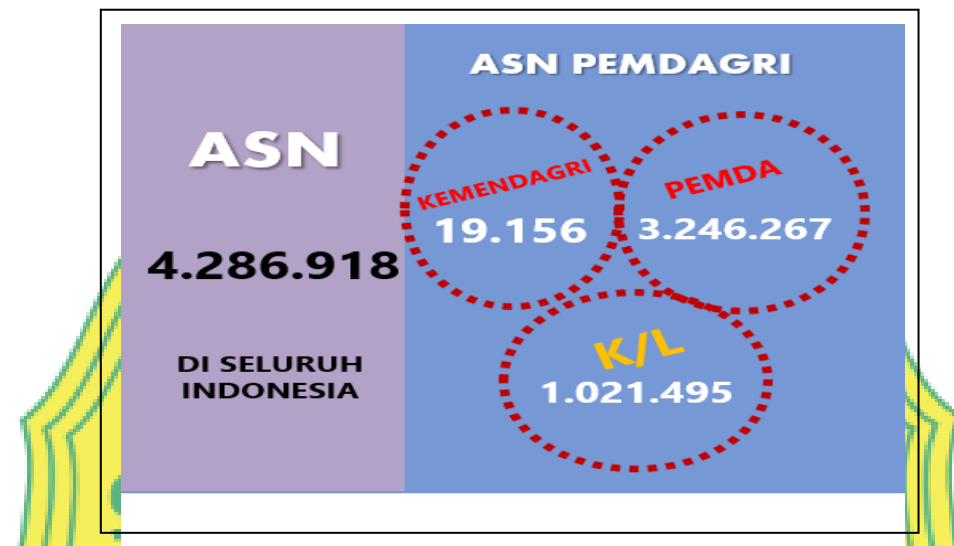 ASN
4.286.918
DI SELURUH
INDONESIA
ASN PEMDAGRI
KEMENDAGRI
19.156
PEMDA
3.246.267
K/L
1.021.495